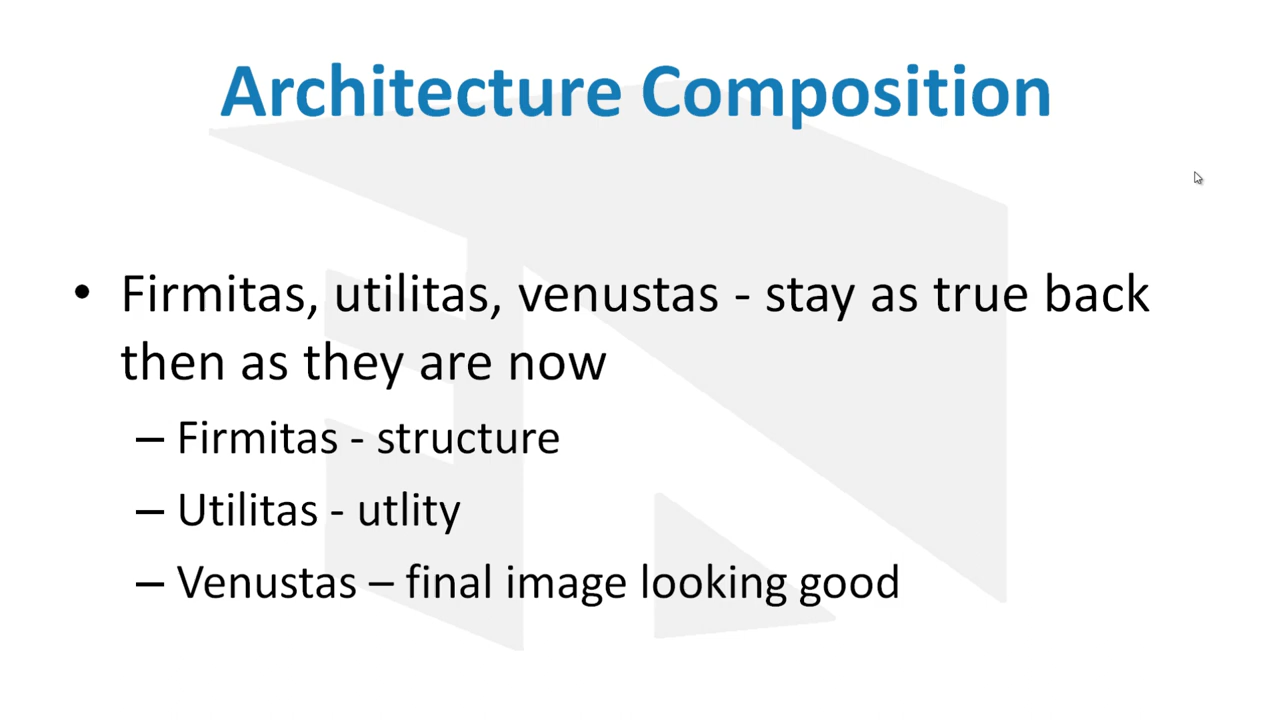 Architecture Composition
• Firmitas, utilitas, venustas - stay as true back
then as they are now
– Firmitas - structure
– Utilitas - utlity
– Venustas – final image looking good